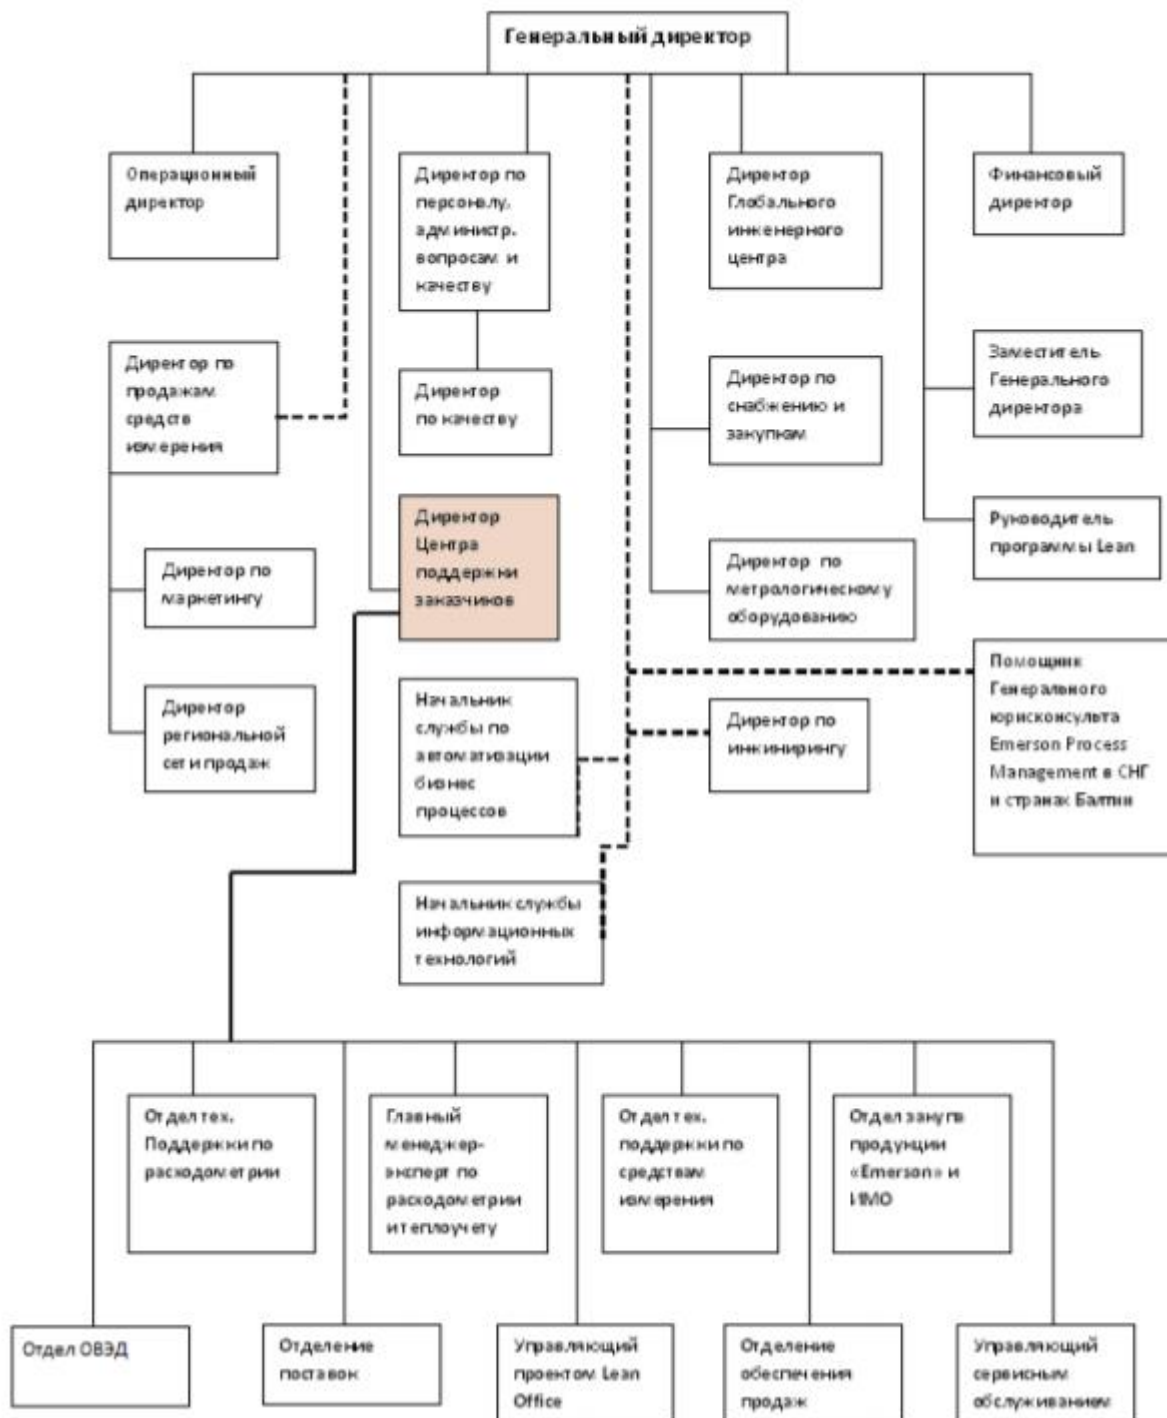 Генеральный директор
Операционный
директор
Директор по
персоналу,
администр.
вопросам и
качеству
Директор
Глобального
инженерного
центра
Финансовый
директор
Директор по
продажам
средств
измерения
Директор
по качеству
Директор по
снабжению и
закупкам
Заместитель
Генерального
директора
Директор
Центра
поддержки
заказчиков
Руководитель
программы Lean
Директор по
маркетингу
Директор по
метрологическому
оборудованию
Помощник
Генерального
юрисконсульта
Emerson Process
Management в СНГ
и странах Балтии
Директор
региональной
сети продаж
Начальник
службы по
автоматизации
бизнес
процессов
Директор по
инжинирингу
Начальник службы
информационных
технологий
Отдел тех.
Поддержки по
расходометрии
Главный
менеджер-
эксперт по
расходометрии
и теплоучету
Отдел тех.
поддержки по
средствам
измерения
Отдел закупа
продукции
«Emerson» и
ИМО
Отдел ОВЭД
Отделение
поставок
Управляющий
проектом Lean
Office
Отделение
обеспечения
продаж
Управляющий
сервисным
обслуживанием